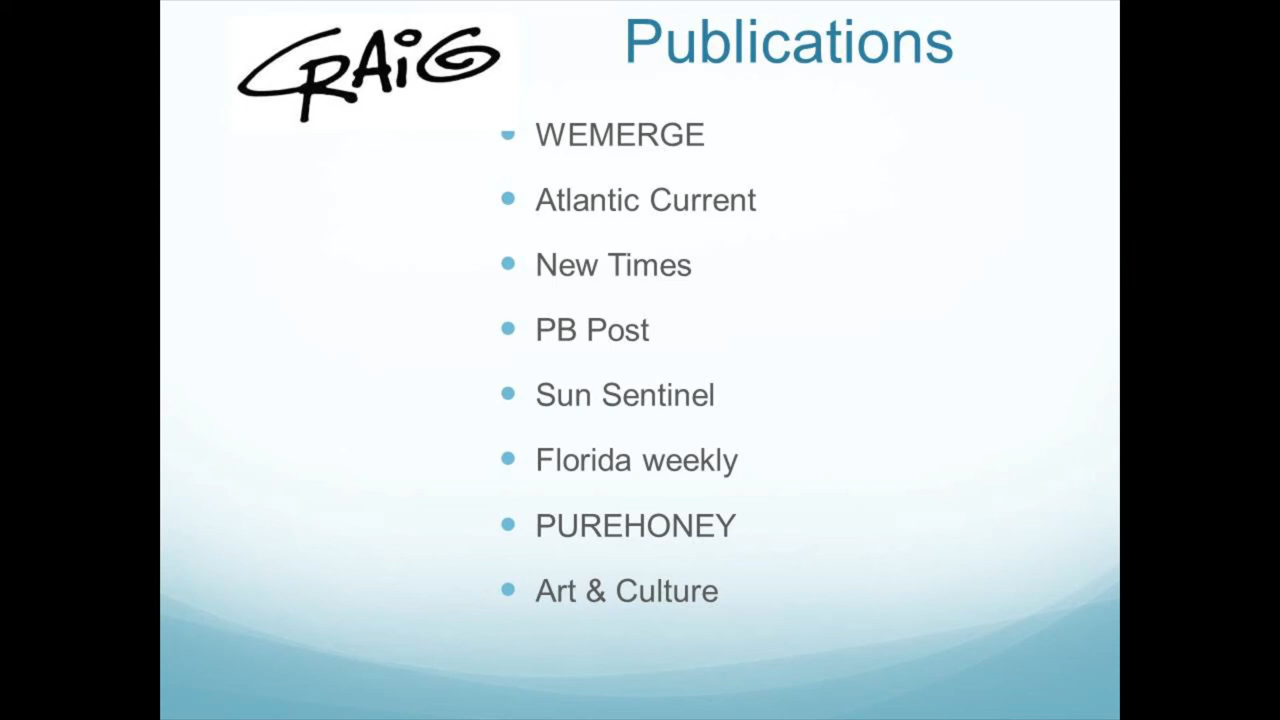 CRAIG
Publications
WEMERGE
Atlantic Current
New Times
PB Post
Sun Sentinel
Florida weekly
PUREHONEY
Art & Culture